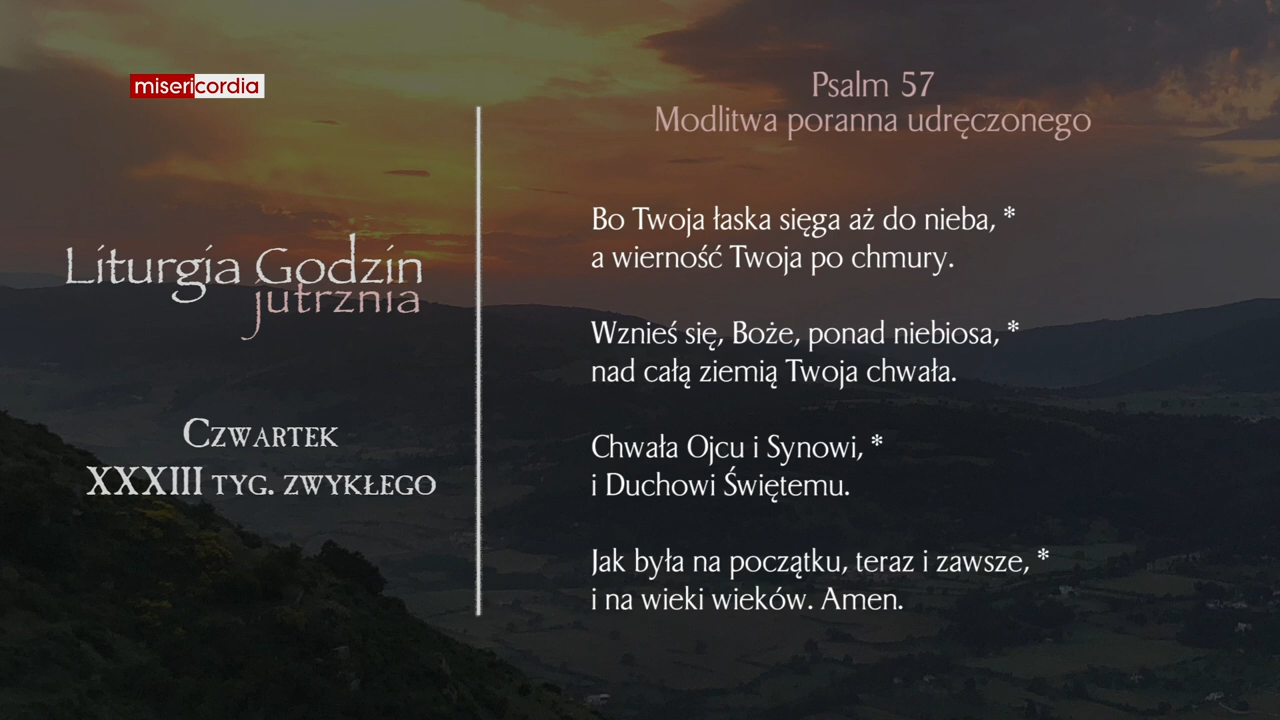 misericordia
Liturgia Godzin
jutrznia
Czwartek
XXXIII tyg. zwykłego
Psalm 57
Modlitwa poranna udręczonego
Bo Twoja łaska sięga aż do nieba, *
a wierność Twoja po chmury.
Wznieś się, Boże, ponad niebiosa, *
nad całą ziemią Twoja chwała.
Chwała Ojcu i Synowi, *
i Duchowi Świętemu.
Jak była na początku, teraz i zawsze, *
i na wieki wieków. Amen.